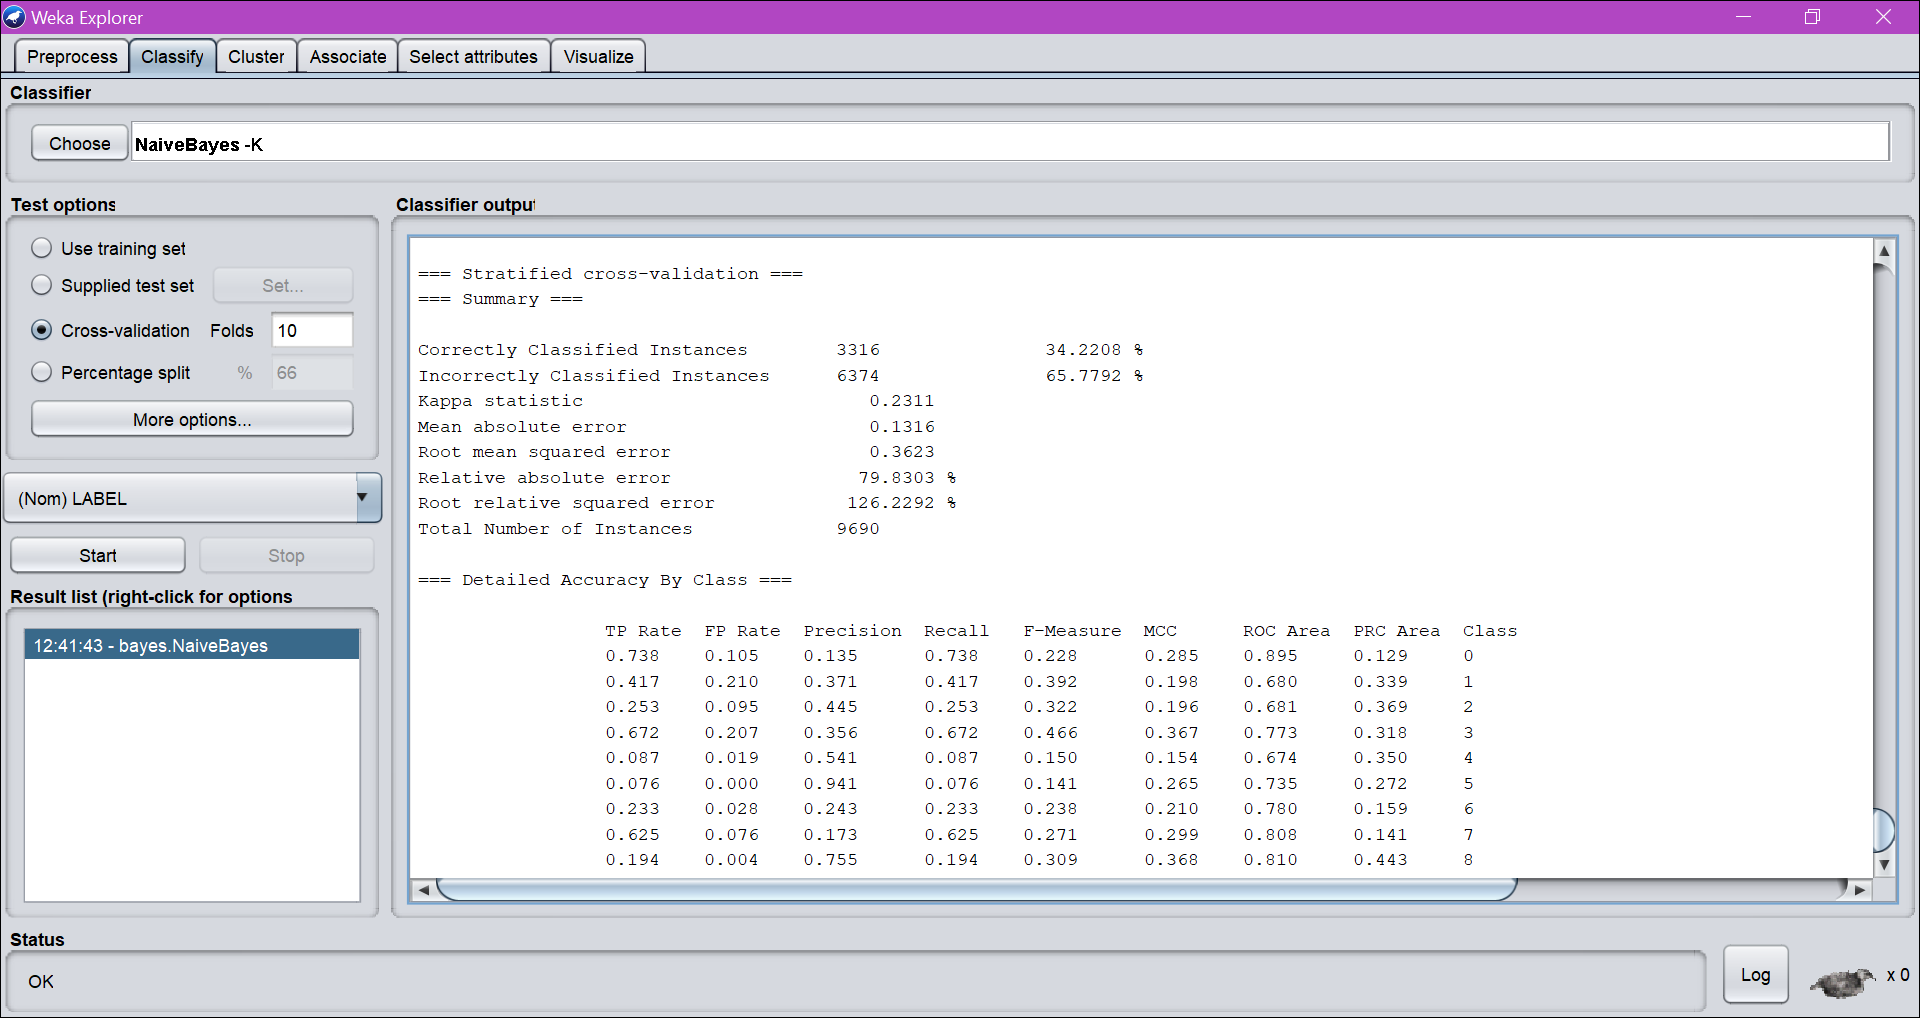 Weka Explorer
Preprocess Classify Cluster Associate Select attributes Visualize
Classifier
Choose NaiveBayes -K
Test options
Use training set
Supplied test set Set...
Cross-validation Folds 10
Percentage split % 66
More options...
(Nom) LABEL
Start Stop
Result list (right-click for options
12:41:43 - bayes.NaiveBayes
Classifier output
=== Stratified cross-validation ===
=== Summary ===
Correctly Classified Instances 3316 34.2208 %
Incorrectly Classified Instances 6374 65.7792 %
Kappa statistic 0.2311
Mean absolute error 0.1316
Root mean squared error 0.3623
Relative absolute error 79.8303 %
Root relative squared error 126.2292 %
Total Number of Instances 9690
=== Detailed Accuracy By Class ===
TP Rate FP Rate Precision Recall F-Measure MCC ROC Area PRC Area Class
0.738 0.105 0.135 0.738 0.228 0.285 0.895 0.129 0
0.417 0.210 0.371 0.417 0.392 0.198 0.680 0.339 1
0.253 0.095 0.445 0.253 0.322 0.196 0.681 0.369 2
0.672 0.207 0.356 0.672 0.466 0.367 0.773 0.318 3
0.087 0.019 0.541 0.087 0.150 0.154 0.674 0.350 4
0.076 0.000 0.941 0.076 0.141 0.265 0.735 0.272 5
0.233 0.028 0.243 0.233 0.238 0.210 0.780 0.159 6
0.625 0.076 0.173 0.625 0.271 0.299 0.808 0.141 7
0.194 0.004 0.755 0.194 0.309 0.368 0.810 0.443 8
Status
OK
Log x 0